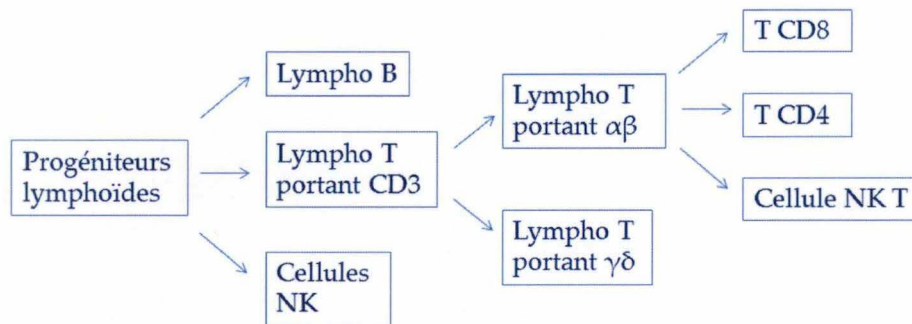 Progéniteurs
lymphoïdes
Lympho B
Lympho T
portant CD3
Cellules
NK
Lympho T
portant αβ
Lympho T
portant γδ
T CD8
T CD4
Cellule NK T